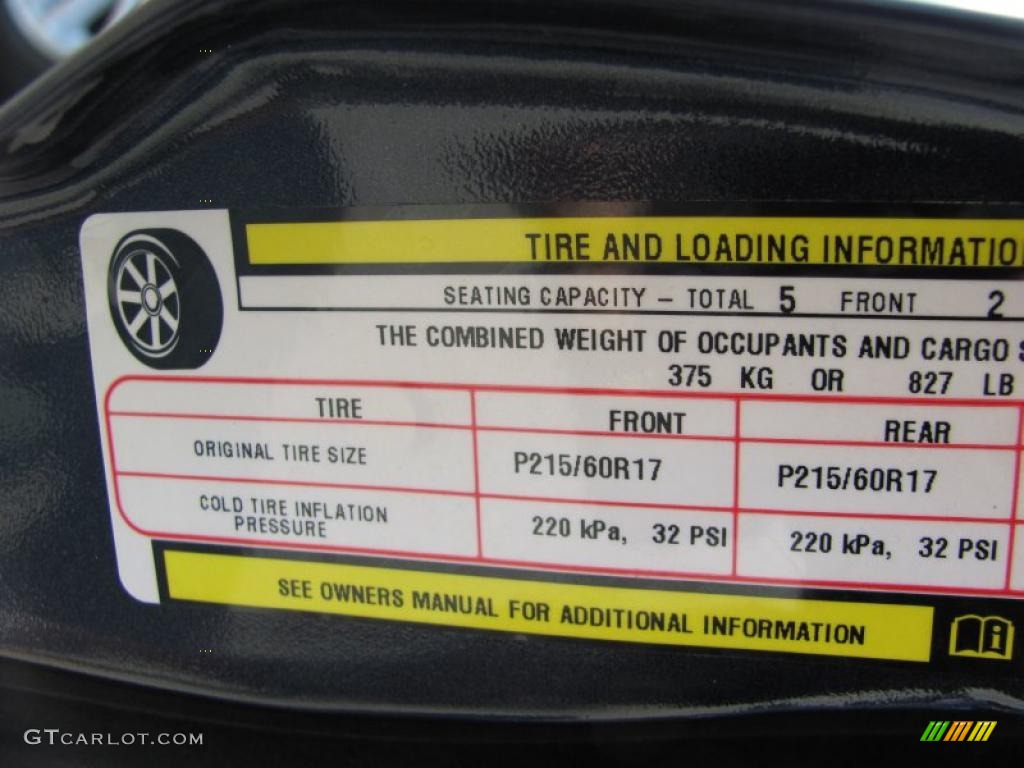 TIRE AND LOADING INFORMATIO
SEATING CAPACITY – TOTAL 5 FRONT 2
THE COMBINED WEIGHT OF OCCUPANTS AND CARGO S
375 KG OR 827 LB
TIRE FRONT REAR
ORIGINAL TIRE SIZE P215/60R17 P215/60R17
COLD TIRE INFLATION
PRESSURE 220 kPa, 32 PSI 220 kPa, 32 PSI
SEE OWNERS MANUAL FOR ADDITIONAL INFORMATION
GTCARLOT.COM